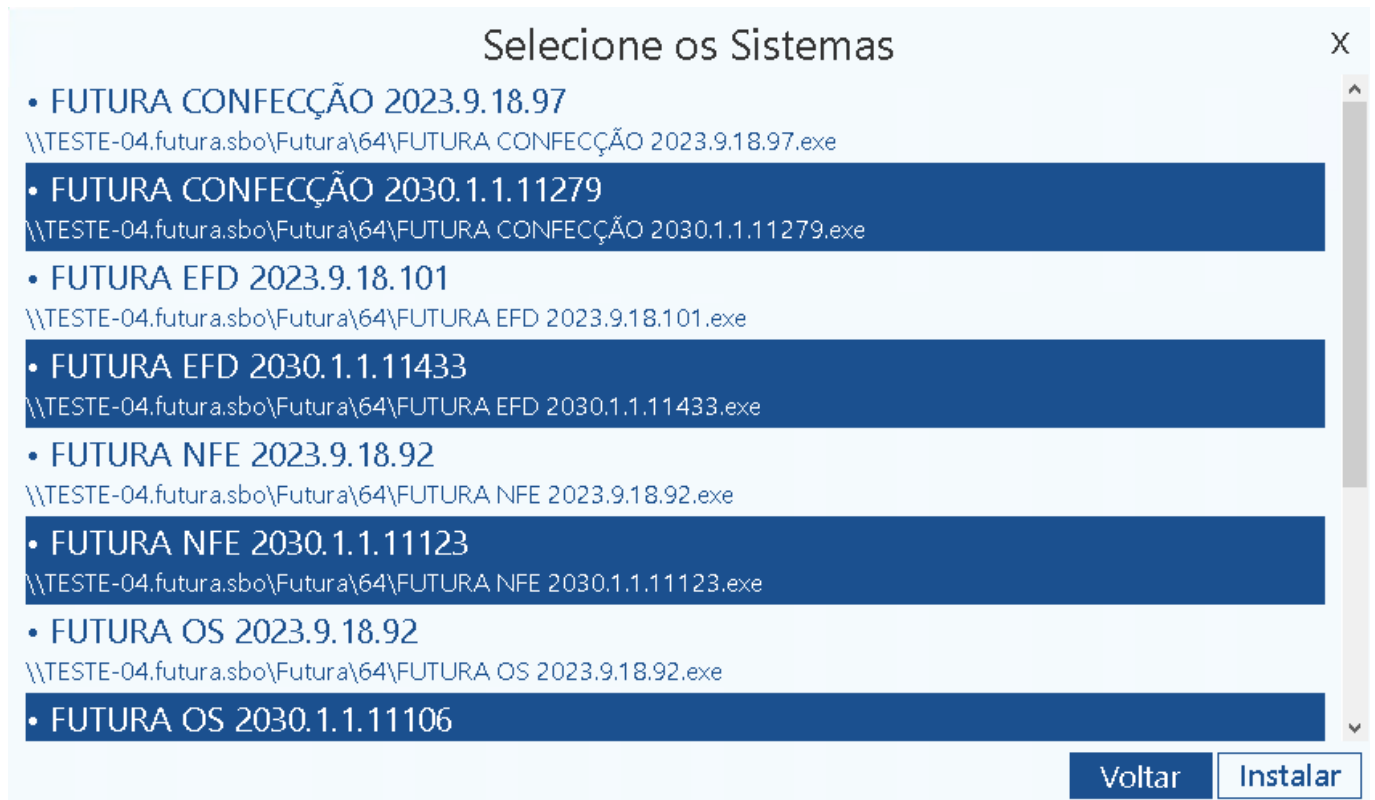 Selecione os Sistemas
X
• FUTURA CONFECÇÃO 2023.9.18.97
\\TESTE-04.futura.sbo\Futura\64\FUTURA CONFECÇÃO 2023.9.18.97.exe
• FUTURA CONFECÇÃO 2030.1.1.11279
\\TESTE-04.futura.sbo\Futura\64\FUTURA CONFECÇÃO 2030.1.1.11279.exe
• FUTURA EFD 2023.9.18.101
\\TESTE-04.futura.sbo\Futura\64\FUTURA EFD 2023.9.18.101.exe
• FUTURA EFD 2030.1.1.11433
\\TESTE-04.futura.sbo\Futura\64\FUTURA EFD 2030.1.1.11433.exe
• FUTURA NFE 2023.9.18.92
\\TESTE-04.futura.sbo\Futura\64\FUTURA NFE 2023.9.18.92.exe
• FUTURA NFE 2030.1.1.11123
\\TESTE-04.futura.sbo\Futura\64\FUTURA NFE 2030.1.1.11123.exe
• FUTURA OS 2023.9.18.92
\\TESTE-04.futura.sbo\Futura\64\FUTURA OS 2023.9.18.92.exe
• FUTURA OS 2030.1.1.11106
Voltar
Instalar